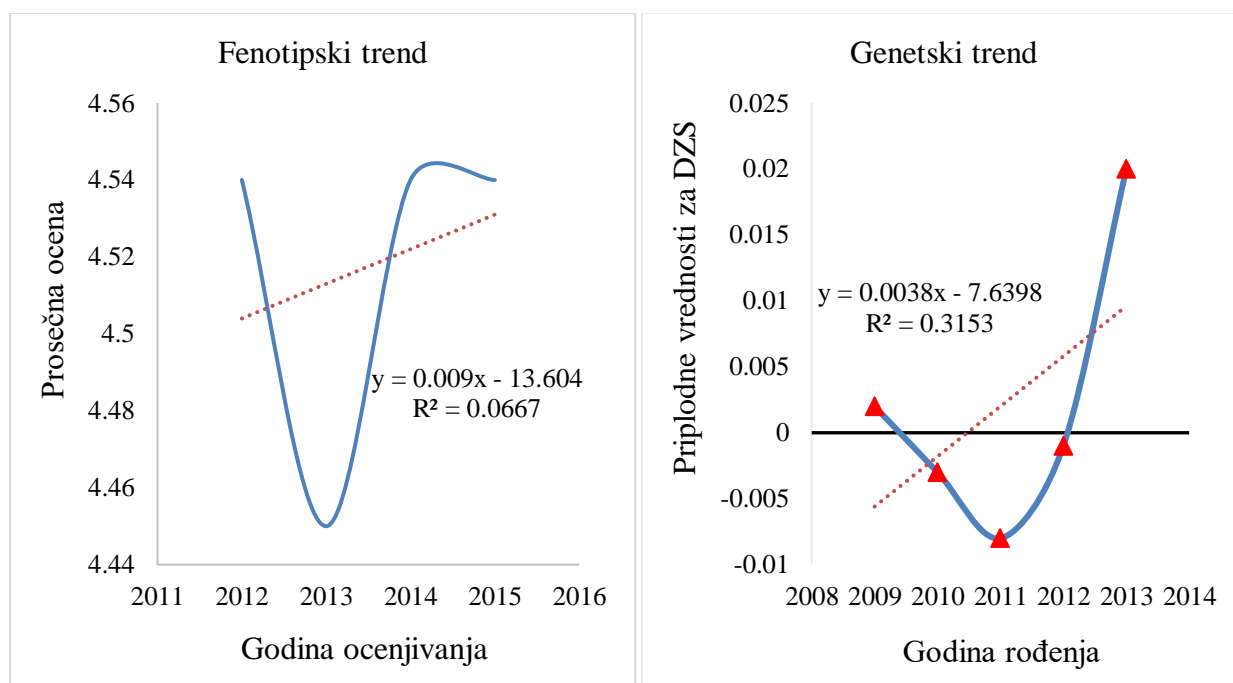 Fenotipski trend
4.56
4.54
4.52
4.5
4.48
4.46
4.44
Prosečna ocena
y = 0.009x - 13.604
R² = 0.0667
2011 2012 2013 2014 2015 2016
Godina ocenjivanja
Genetski trend
0.025
0.02
0.015
0.01
0.005
0
-0.005
-0.01
Priplodne vrednosti za DZS
y = 0.0038x - 7.6398
R² = 0.3153
2008 2009 2010 2011 2012 2013 2014
Godina rođenja